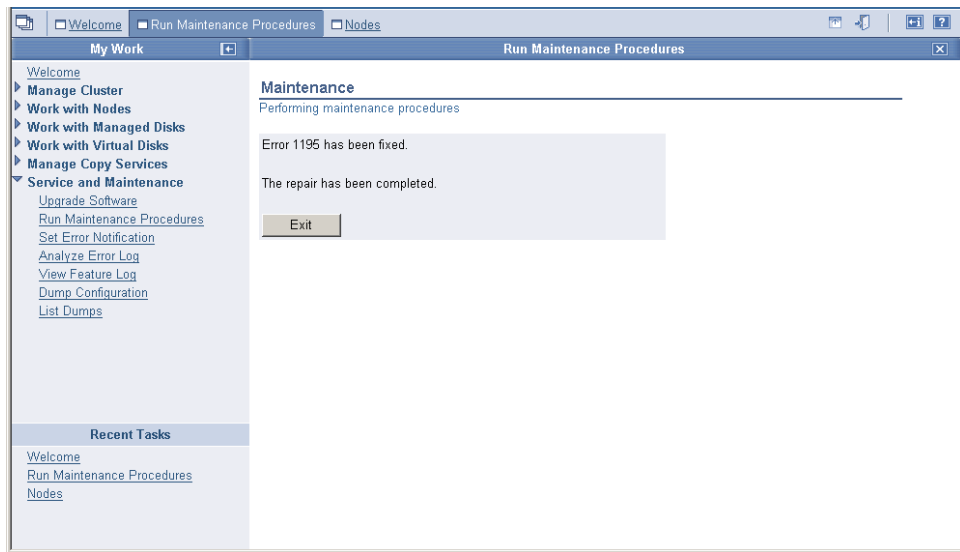 Welcome Run Maintenance Procedures Nodes
My Work
Run Maintenance Procedures
Welcome
Manage Cluster
Work with Nodes
Work with Managed Disks
Work with Virtual Disks
Manage Copy Services
Service and Maintenance
Upgrade Software
Run Maintenance Procedures
Set Error Notification
Analyze Error Log
View Feature Log
Dump Configuration
List Dumps
Recent Tasks
Welcome
Run Maintenance Procedures
Nodes
Maintenance
Performing maintenance procedures
Error 1195 has been fixed.
The repair has been completed.
Exit